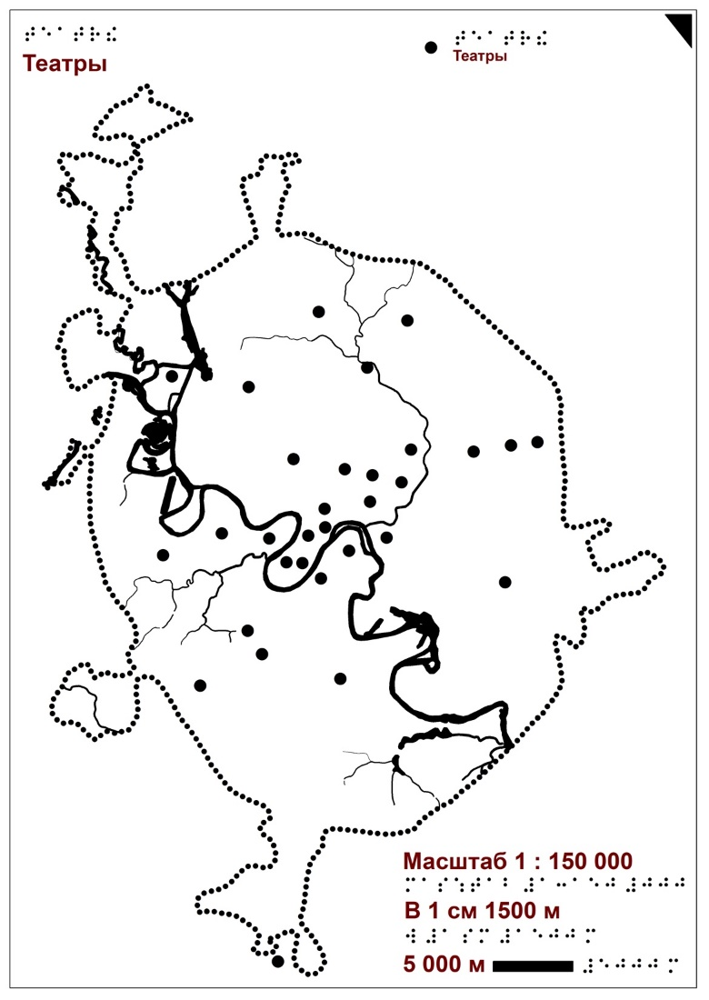 Театры
Театры
Масштаб 1 : 150 000
В 1 см 1500 м
5 000 м